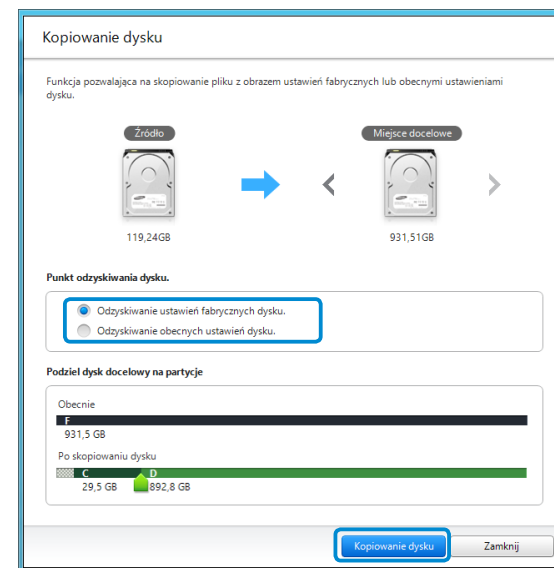 Kopiowanie dysku
Funkcja pozwalająca na skopiowanie pliku z obrazem ustawień fabrycznych lub obecnymi ustawieniami
dysku.
Źródło
Miejsce docelowe
119,24GB
931,51GB
Punkt odzyskiwania dysku.
Odzyskiwanie ustawień fabrycznych dysku.
Odzyskiwanie obecnych ustawień dysku.
Podziel dysk docelowy na partycje
Obecnie
F
931,5 GB
Po skopiowaniu dysku
C D
29,5 GB 892,8 GB
Kopiowanie dysku Zamknij